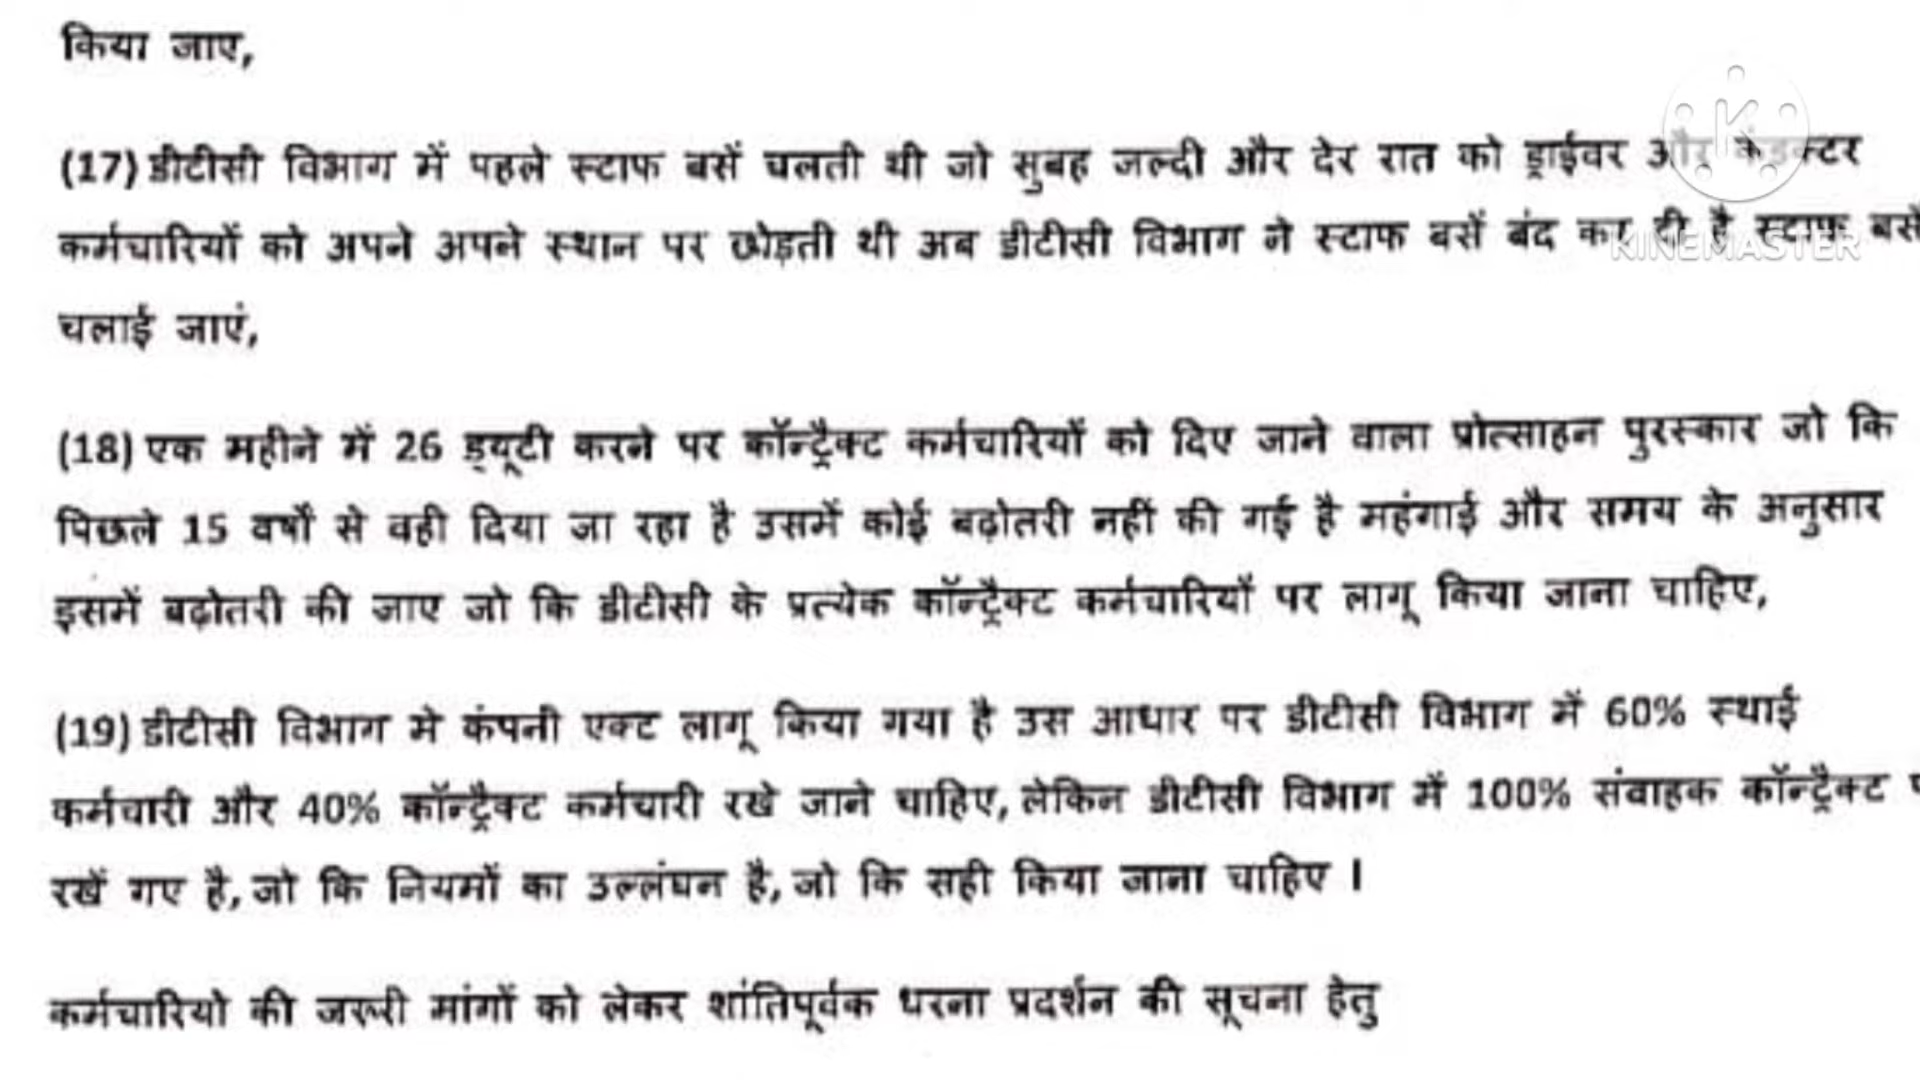 किया जाए,
(17) डीटीसी विभाग में पहले स्टाफ बसें चलती थी जो सुबह जल्दी और देर रात को ड्राईवर और कंडक्टर
कर्मचारियों को अपने अपने स्थान पर छोड़ती थी अब डीटीसी विभाग ने स्टाफ बसें बंद कर दी है स्टाफ बसें
चलाई जाएं,
(18) एक महीने में 26 ड्यूटी करने पर कॉन्ट्रैक्ट कर्मचारियों को दिए जाने वाला प्रोत्साहन पुरस्कार जो कि
पिछले 15 वर्षों से वही दिया जा रहा है उसमें कोई बढ़ोतरी नहीं की गई है महंगाई और समय के अनुसार
इसमें बढ़ोतरी की जाए जो कि डीटीसी के प्रत्येक कॉन्ट्रैक्ट कर्मचारियों पर लागू किया जाना चाहिए,
(19) डीटीसी विभाग मे कंपनी एक्ट लागू किया गया है उस आधार पर डीटीसी विभाग में 60% स्थाई
कर्मचारी और 40% कॉन्ट्रैक्ट कर्मचारी रखे जाने चाहिए, लेकिन डीटीसी विभाग में 100% संवाहक कॉन्ट्रैक्ट
रखें गए है, जो कि नियमों का उल्लंघन है, जो कि सही किया जाना चाहिए ।
कर्मचारियो की जरूरी मांगों को लेकर शांतिपूर्वक धरना प्रदर्शन की सूचना हेतु
KINEMASTER